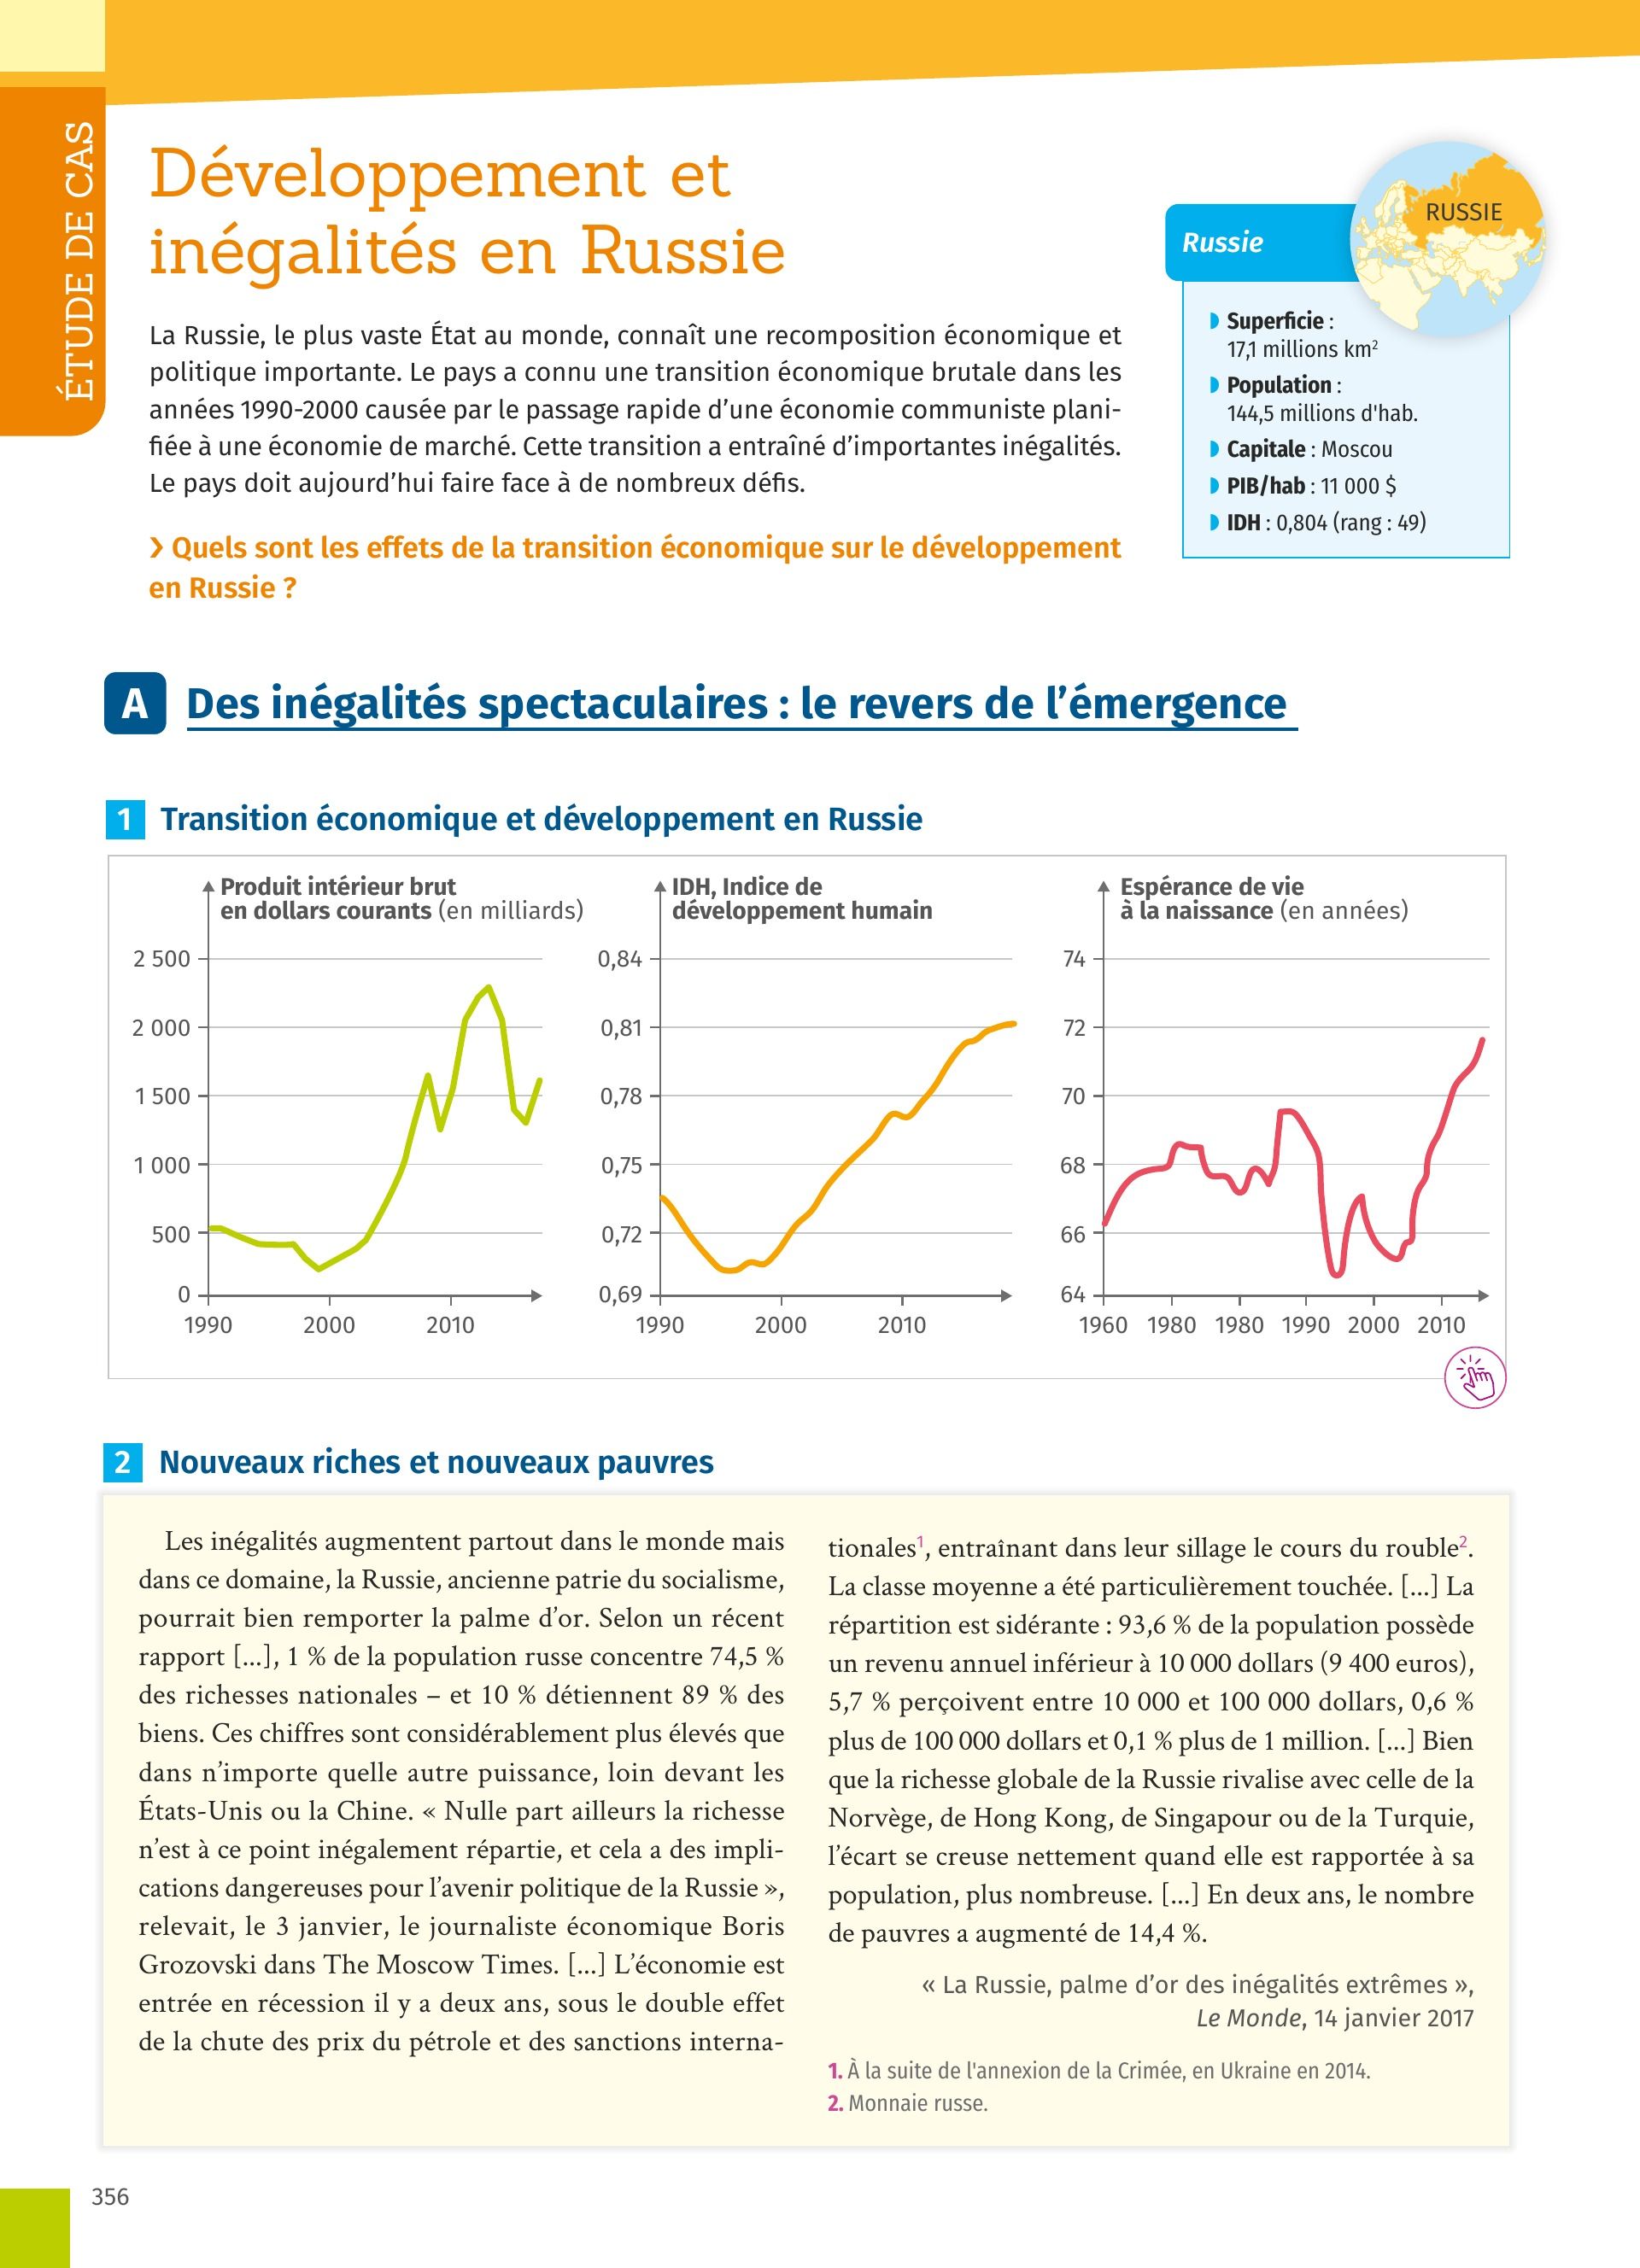 ÉTUDE DE CAS
Développement et
inégalités en Russie
La Russie, le plus vaste État au monde, connaît une recomposition économique et
politique importante. Le pays a connu une transition économique brutale dans les
années 1990-2000 causée par le passage rapide d’une économie communiste plani-
fiée à une économie de marché. Cette transition a entraîné d’importantes inégalités.
Le pays doit aujourd’hui faire face à de nombreux défis.
❯ Quels sont les effets de la transition économique sur le développement
en Russie ?
RUSSIE
Russie
Superficie :
17,1 millions km²
Population :
144,5 millions d'hab.
Capitale : Moscou
PIB/hab : 11 000 $
IDH : 0,804 (rang : 49)
A Des inégalités spectaculaires : le revers de l’émergence
1 Transition économique et développement en Russie
Produit intérieur brut
en dollars courants (en milliards)
2 500
2 000
1 500
1 000
500
0
1990 2000 2010
IDH, Indice de
développement humain
0,84
0,81
0,78
0,75
0,72
0,69
1990 2000 2010
Espérance de vie
à la naissance (en années)
74
72
70
68
66
64
1960 1980 1980 1990 2000 2010
2 Nouveaux riches et nouveaux pauvres
Les inégalités augmentent partout dans le monde mais
dans ce domaine, la Russie, ancienne patrie du socialisme,
pourrait bien remporter la palme d’or. Selon un récent
rapport [...], 1 % de la population russe concentre 74,5 %
des richesses nationales – et 10 % détiennent 89 % des
biens. Ces chiffres sont considérablement plus élevés que
dans n’importe quelle autre puissance, loin devant les
États-Unis ou la Chine. « Nulle part ailleurs la richesse
n’est à ce point inégalement répartie, et cela a des impli-
cations dangereuses pour l’avenir politique de la Russie »,
relevait, le 3 janvier, le journaliste économique Boris
Grozovski dans The Moscow Times. [...] L’économie est
entrée en récession il y a deux ans, sous le double effet
de la chute des prix du pétrole et des sanctions interna-
tionales¹, entraînant dans leur sillage le cours du rouble².
La classe moyenne a été particulièrement touchée. [...] La
répartition est sidérante : 93,6 % de la population possède
un revenu annuel inférieur à 10 000 dollars (9 400 euros),
5,7 % perçoivent entre 10 000 et 100 000 dollars, 0,6 %
plus de 100 000 dollars et 0,1 % plus de 1 million. [...] Bien
que la richesse globale de la Russie rivalise avec celle de la
Norvège, de Hong Kong, de Singapour ou de la Turquie,
l’écart se creuse nettement quand elle est rapportée à sa
population, plus nombreuse. [...] En deux ans, le nombre
de pauvres a augmenté de 14,4 %.
« La Russie, palme d’or des inégalités extrêmes »,
Le Monde, 14 janvier 2017
1. À la suite de l'annexion de la Crimée, en Ukraine en 2014.
2. Monnaie russe.
356